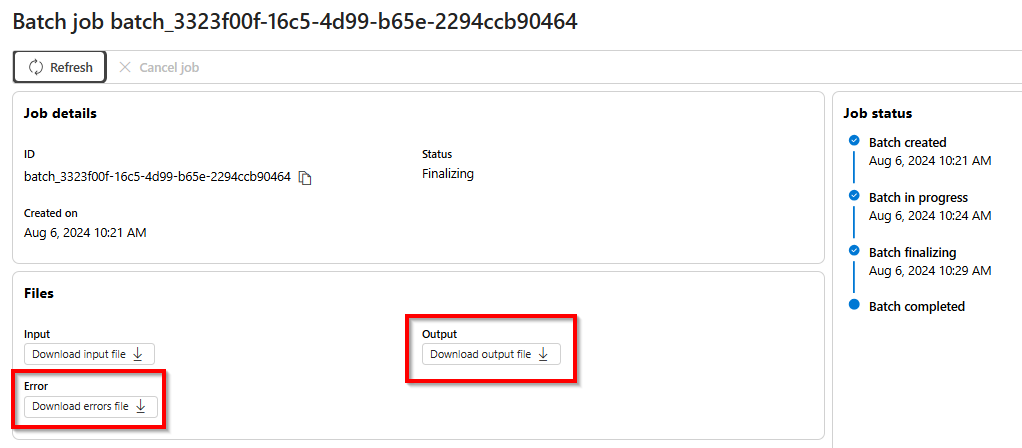 Batch job batch_3323f00f-16c5-4d99-b65e-2294ccb90464
Refresh
Cancel job
Job details
ID
batch_3323f00f-16c5-4d99-b65e-2294ccb90464
Status
Finalizing
Created on
Aug 6, 2024 10:21 AM
Files
Input
Download input file
Output
Download output file
Error
Download errors file
Job status
Batch created
Aug 6, 2024 10:21 AM
Batch in progress
Aug 6, 2024 10:24 AM
Batch finalizing
Aug 6, 2024 10:29 AM
Batch completed